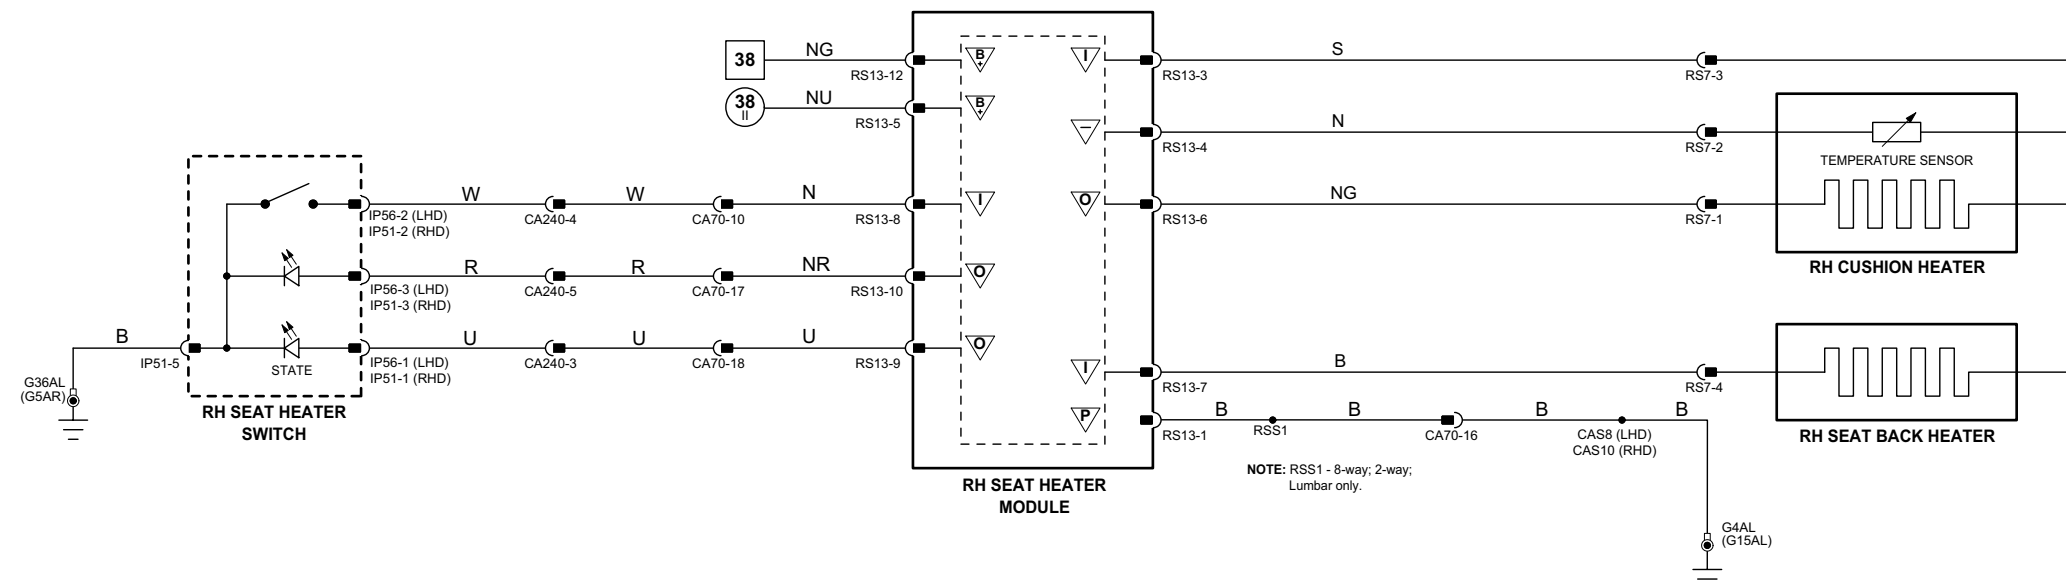 38
NG
RS13-12
B
+
I
RS13-3
S
RS7-3
38
II
NU
RS13-5
B
+
–
RS13-4
N
RS7-2
TEMPERATURE SENSOR
W
W
N
IP56-2 (LHD)
IP51-2 (RHD)
CA240-4
CA70-10
RS13-8
I
O
RS13-6
NG
RS7-1
RH CUSHION HEATER
R
R
NR
IP56-3 (LHD)
IP51-3 (RHD)
CA240-5
CA70-17
RS13-10
O
B
IP51-5
STATE
U
U
U
IP56-1 (LHD)
IP51-1 (RHD)
CA240-3
CA70-18
RS13-9
O
G36AL
(G5AR)
RH SEAT HEATER
SWITCH
I
RS13-7
B
RS7-4
P
RS13-1
B
RSS1
B
CA70-16
B
CAS8 (LHD)
CAS10 (RHD)
B
RH SEAT BACK HEATER
NOTE: RSS1 - 8-way; 2-way;
Lumbar only.
RH SEAT HEATER
MODULE
G4AL
(G15AL)